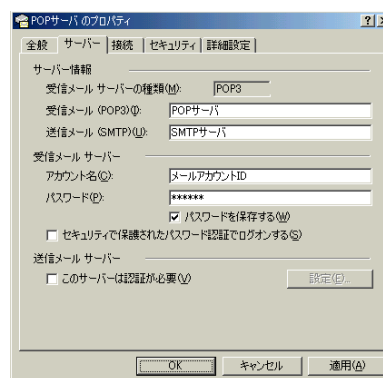 POPサーバ のプロパティ
全般 サーバー 接続 セキュリティ 詳細設定
サーバー情報
受信メール サーバーの種類(M): POP3
受信メール (POP3)(I): POPサーバ
送信メール (SMTP)(U): SMTPサーバ
受信メール サーバー
アカウント名(C): メールアカウントID
パスワード(P): ******
パスワードを保存する(W)
セキュリティで保護されたパスワード認証でログオンする(S)
送信メール サーバー
このサーバーは認証が必要(V) 設定(E)...
OK キャンセル 適用(A)